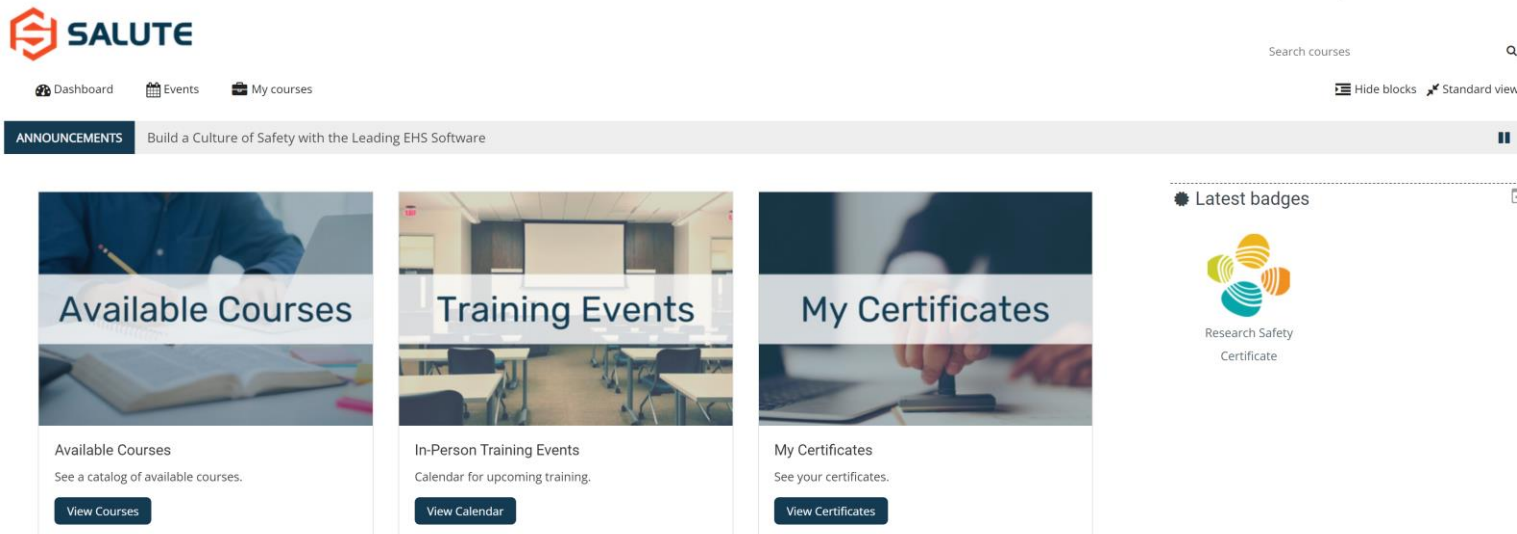 SALUTE
Search courses
Dashboard Events My courses
Hide blocks Standard view
ANNOUNCEMENTS Build a Culture of Safety with the Leading EHS Software
Available Courses
Training Events
My Certificates
Latest badges
Research Safety
Certificate
Available Courses
See a catalog of available courses.
View Courses
In-Person Training Events
Calendar for upcoming training.
View Calendar
My Certificates
See your certificates.
View Certificates